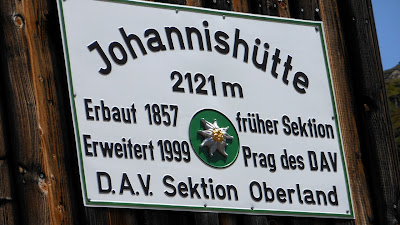 Johannishütte
2121 m
Erbaut 1857 früher Sektion
Erweitert 1999 Prag des DAV
D.A.V. Sektion Oberland